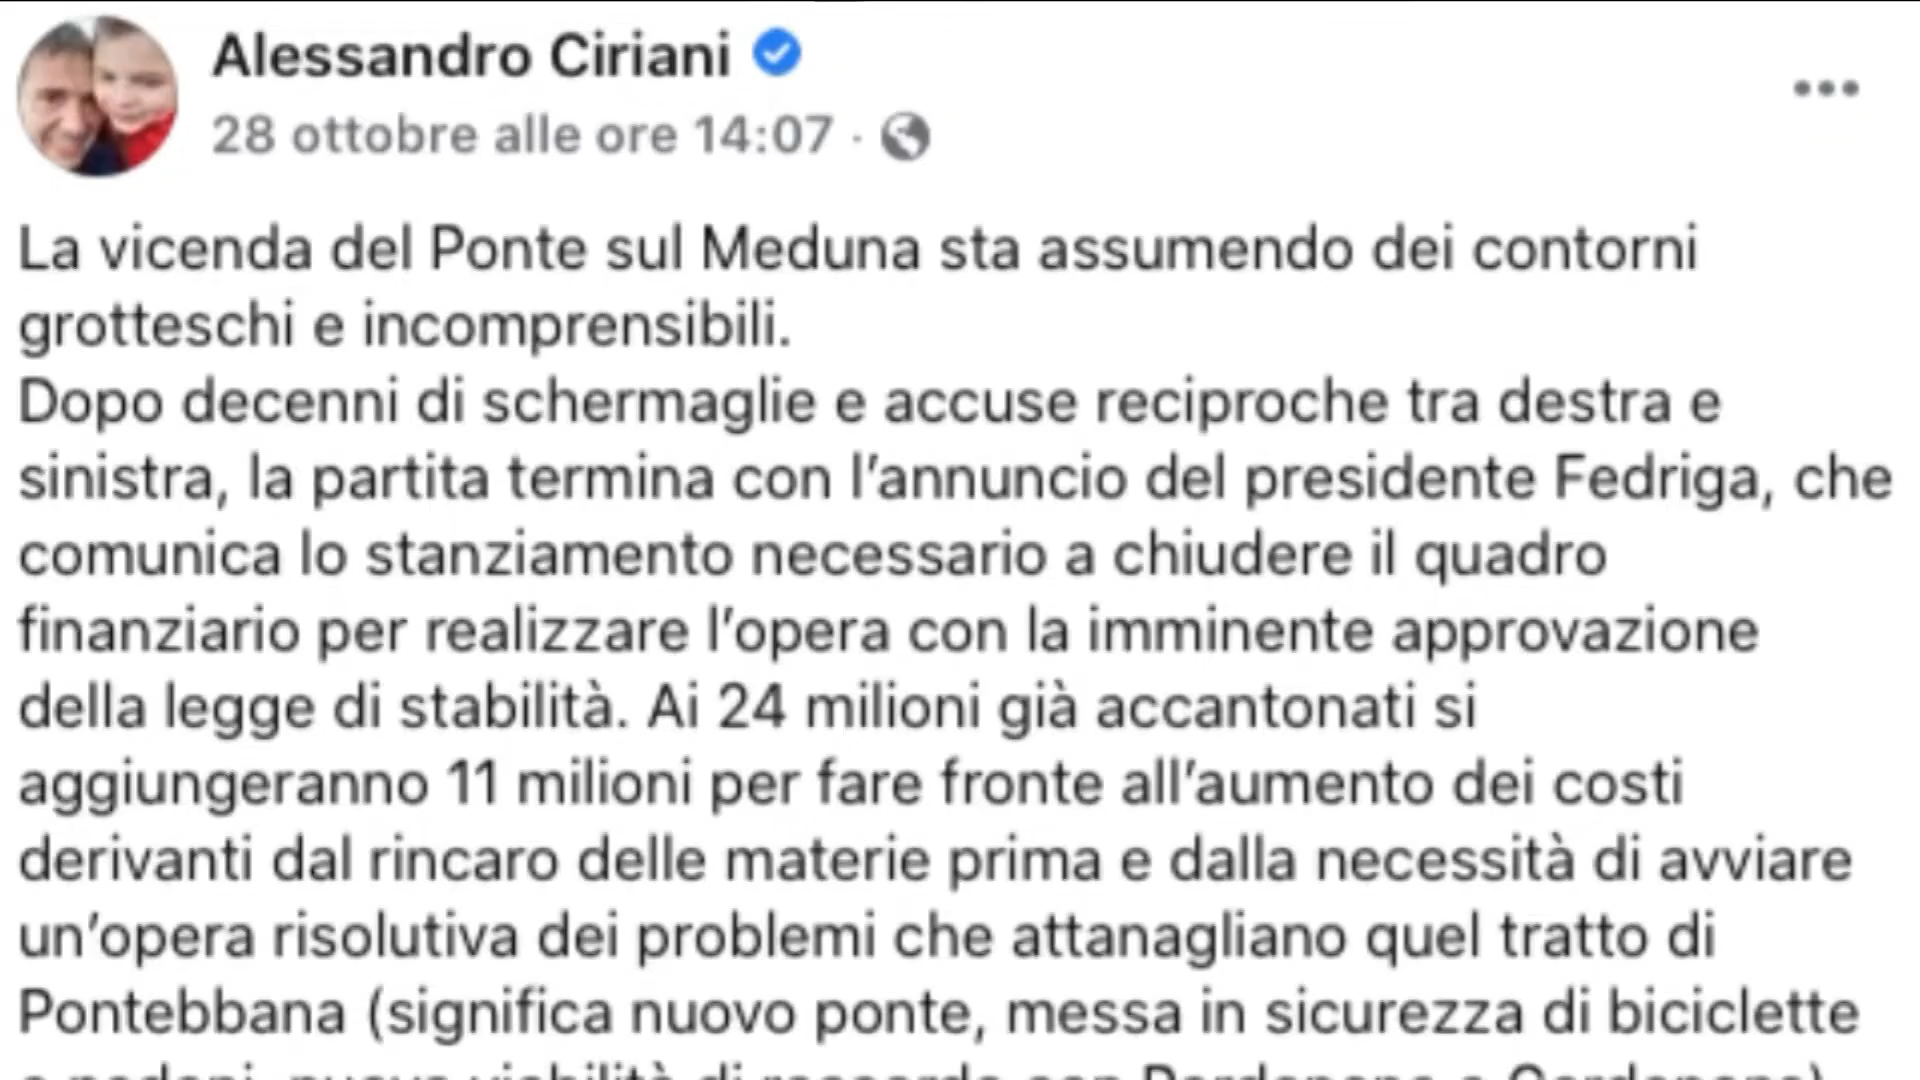 Alessandro Ciriani
28 ottobre alle ore 14:07 ·
La vicenda del Ponte sul Meduna sta assumendo dei contorni
grotteschi e incomprensibili.
Dopo decenni di schermaglie e accuse reciproche tra destra e
sinistra, la partita termina con l'annuncio del presidente Fedriga, che
comunica lo stanziamento necessario a chiudere il quadro
finanziario per realizzare l'opera con la imminente approvazione
della legge di stabilità. Ai 24 milioni già accantonati si
aggiungeranno 11 milioni per fare fronte all'aumento dei costi
derivanti dal rincaro delle materie prima e dalla necessità di avviare
un'opera risolutiva dei problemi che attanagliano quel tratto di
Pontebbana (significa nuovo ponte, messa in sicurezza di biciclette